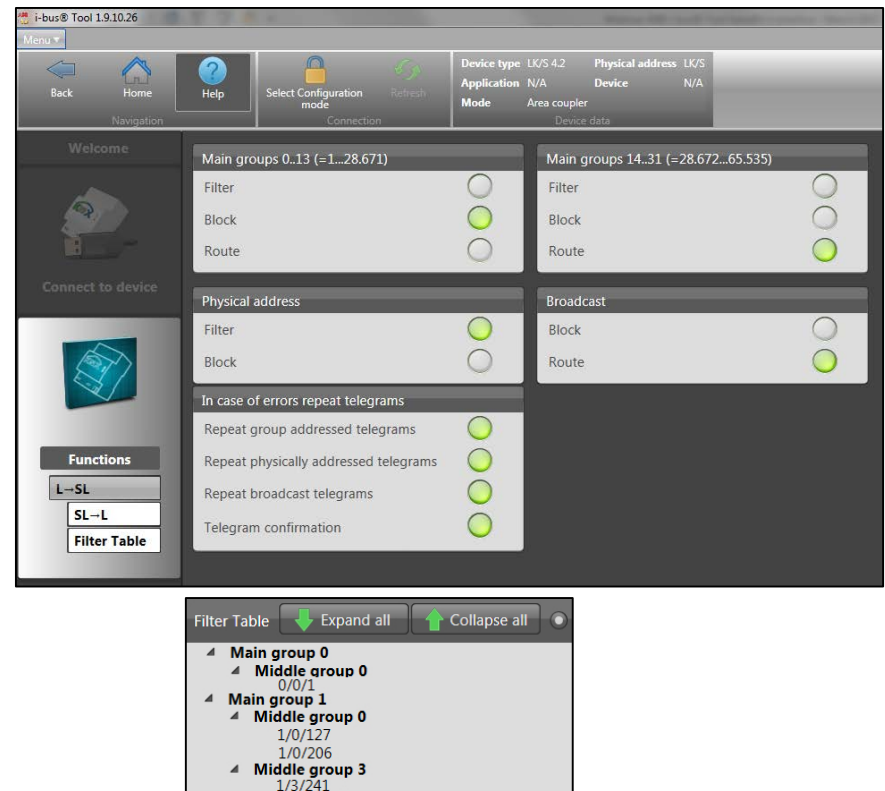 i-bus® Tool 1.9.10.26
Menu
Back
Home
Help
Navigation
Select Configuration mode
Refresh
Connection
Device type LK/S 4.2 Physical address LK/S
Application N/A Device N/A
Mode Area coupler
Device data
Welcome
Connect to device
Functions
L→SL
SL→L
Filter Table
Main groups 0..13 (=1...28.671)
Filter
Block
Route
Main groups 14..31 (=28.672...65.535)
Filter
Block
Route
Physical address
Filter
Block
Broadcast
Block
Route
In case of errors repeat telegrams
Repeat group addressed telegrams
Repeat physically addressed telegrams
Repeat broadcast telegrams
Telegram confirmation
Filter Table Expand all Collapse all
Main group 0
Middle group 0
0/0/1
Main group 1
Middle group 0
1/0/127
1/0/206
Middle group 3
1/3/241